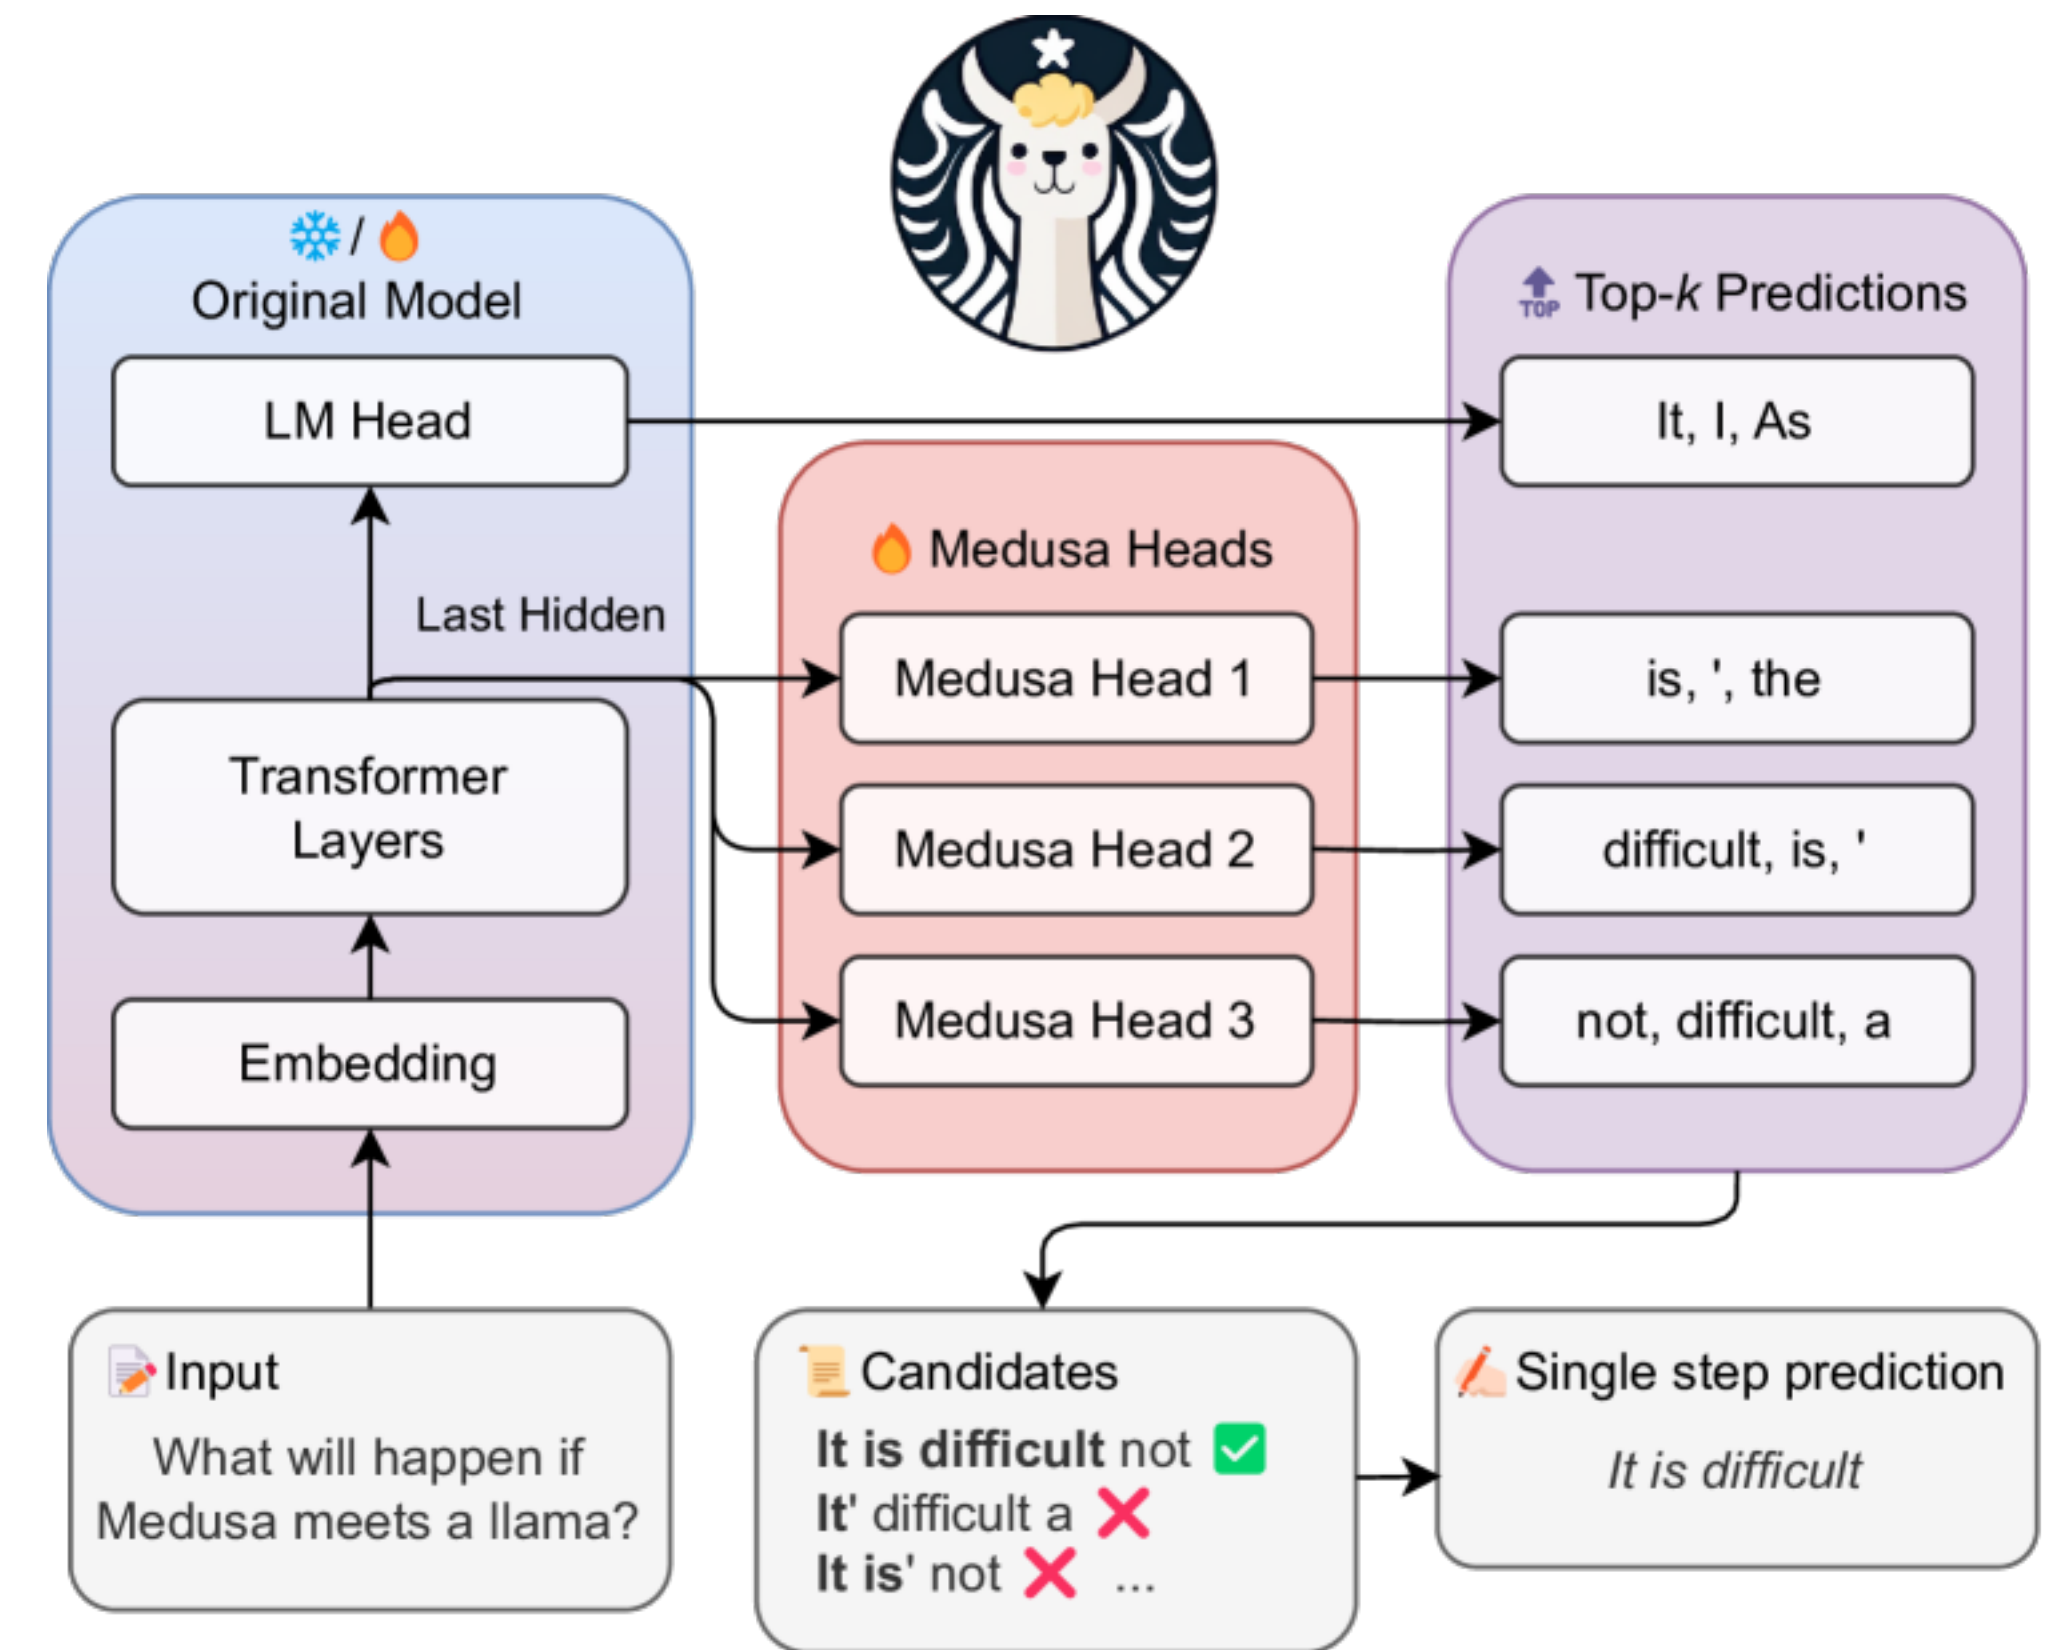 Original Model
LM Head
Last Hidden
Transformer
Layers
Embedding
Medusa Heads
Medusa Head 1
Medusa Head 2
Medusa Head 3
TOP
Top-k Predictions
It, I, As
is, ', the
difficult, is, '
not, difficult, a
Input
What will happen if
Medusa meets a llama?
Candidates
It is difficult not
It' difficult a
It is' not ...
Single step prediction
It is difficult